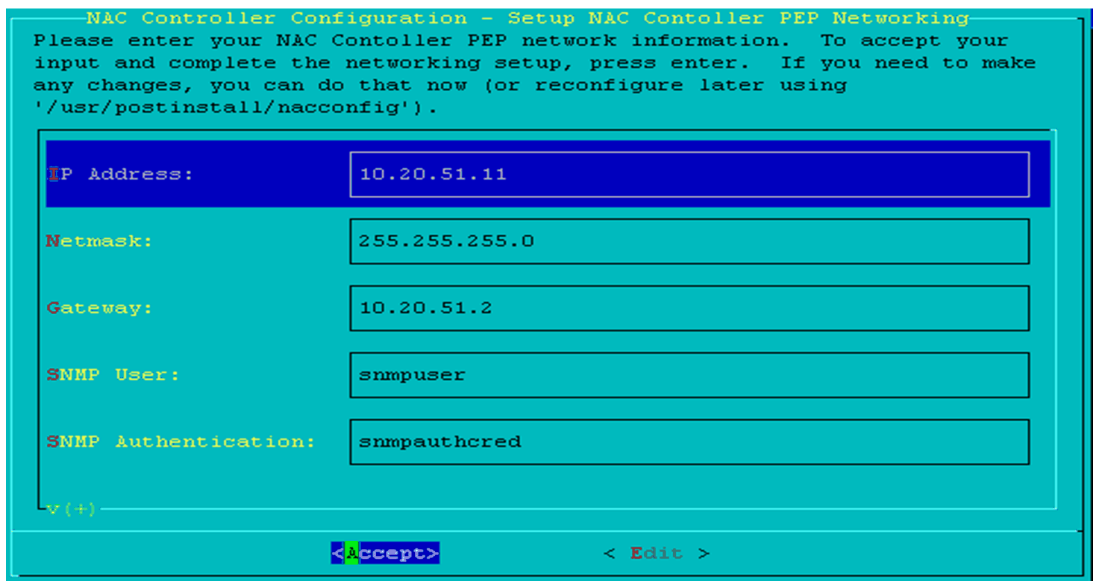 NAC Controller Configuration - Setup NAC Contoller PEP Networking
Please enter your NAC Contoller PEP network information.  To accept your
input and complete the networking setup, press enter.  If you need to make
any changes, you can do that now (or reconfigure later using
'/usr/postinstall/nacconfig').
IP Address: 10.20.51.11
Netmask: 255.255.255.0
Gateway: 10.20.51.2
SNMP User: snmpuser
SNMP Authentication: snmpauthcred
v(+)
<Accept> < Edit >